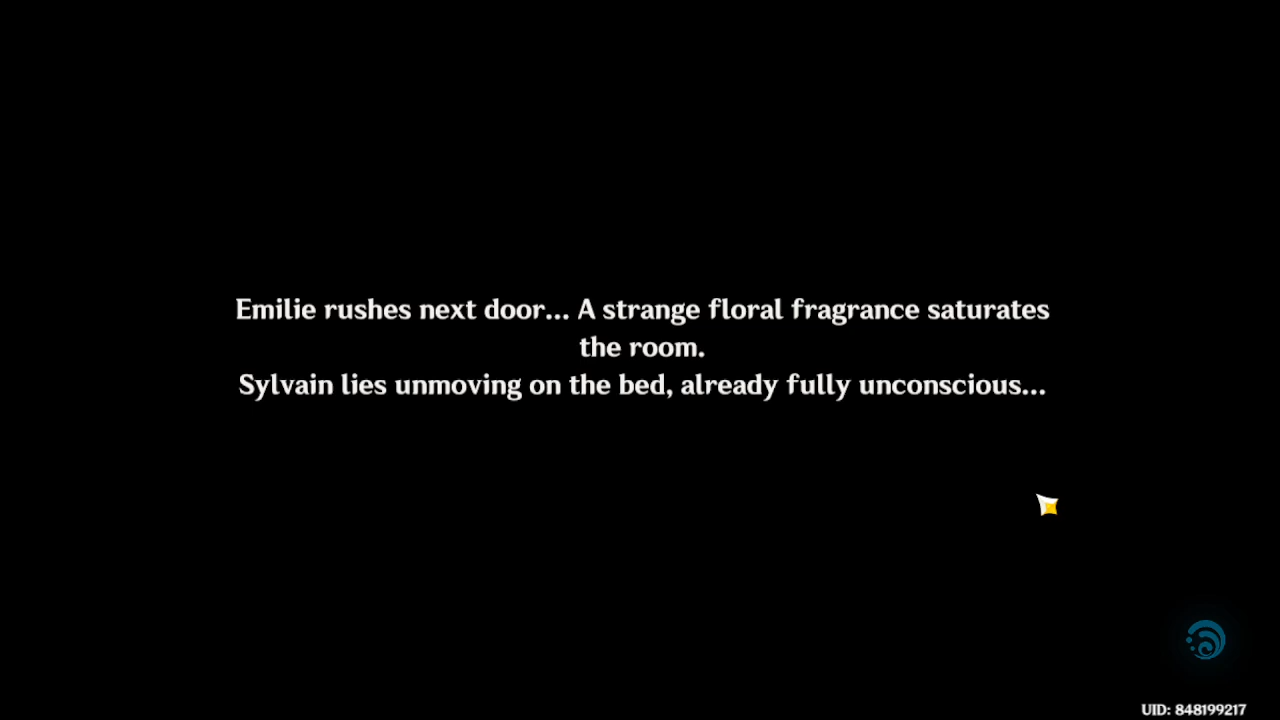 Emilie rushes next door... A strange floral fragrance saturates
the room.
Sylvain lies unmoving on the bed, already fully unconscious...
UID: 848199217